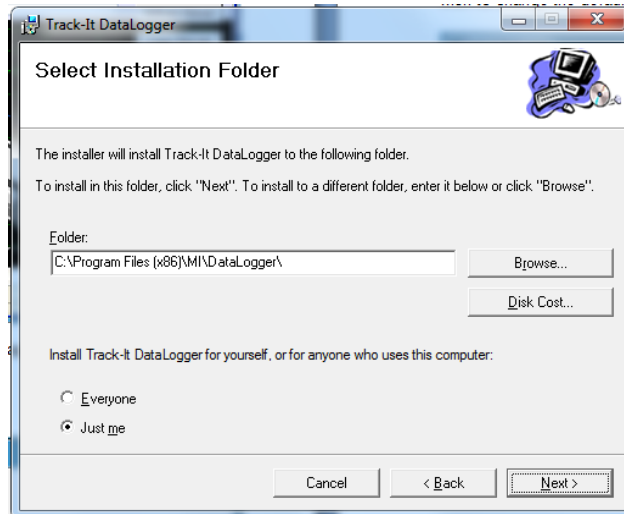 Track-It DataLogger
Select Installation Folder
The installer will install Track-It DataLogger to the following folder.
To install in this folder, click "Next". To install to a different folder, enter it below or click "Browse".
Folder:
C:\Program Files (x86)\MI\DataLogger\
Browse...
Disk Cost...
Install Track-It DataLogger for yourself, or for anyone who uses this computer:
Everyone
Just me
Cancel
< Back
Next >